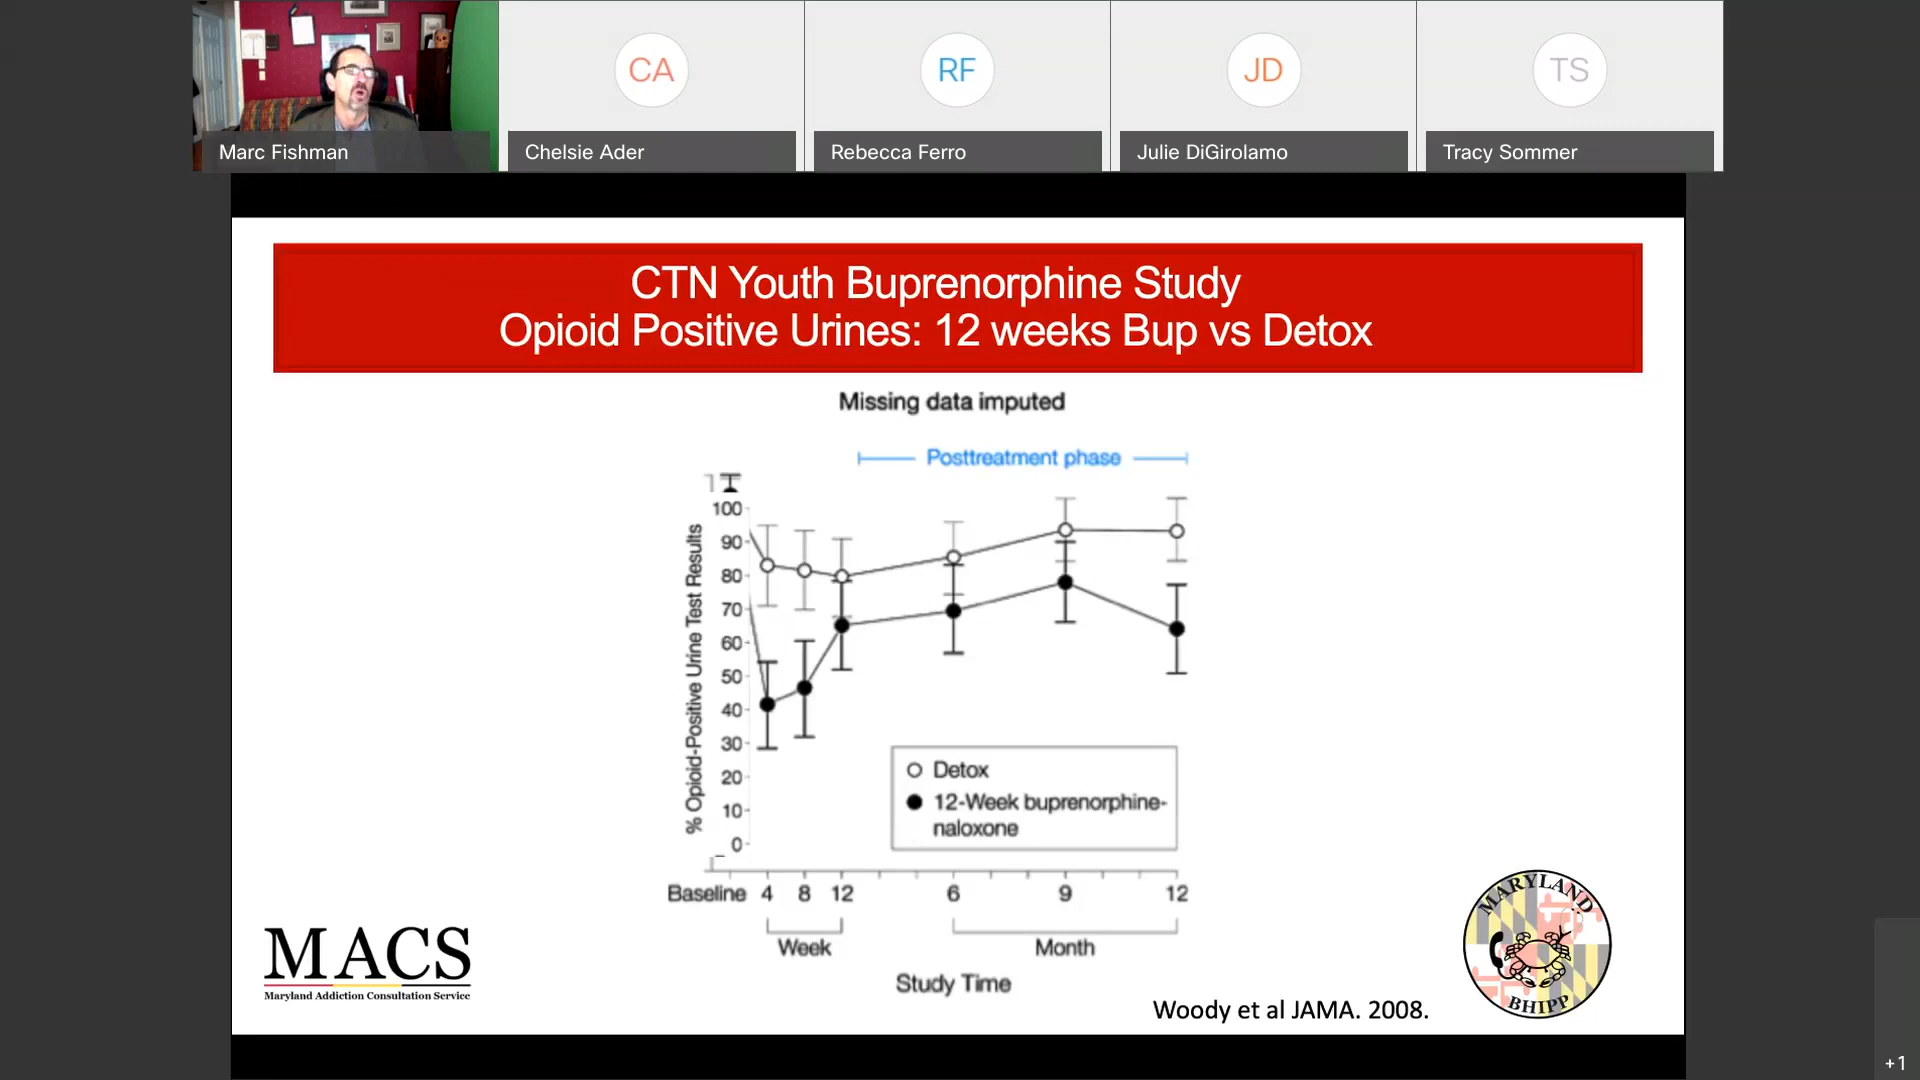 CA
RF
JD
TS
Marc Fishman
Chelsie Ader
Rebecca Ferro
Julie DiGirolamo
Tracy Sommer
CTN Youth Buprenorphine Study
Opioid Positive Urines: 12 weeks Bup vs Detox
Missing data imputed
Posttreatment phase
% Opioid-Positive Urine Test Results
100
90
80
70
60
50
40
30
20
10
0
Detox
12-Week buprenorphine-
naloxone
Baseline 4 8 12 6 9 12
Week
Month
Study Time
Woody et al JAMA. 2008.
MACS
Maryland Addiction Consultation Service
MARYLAND
BHIPP
+1